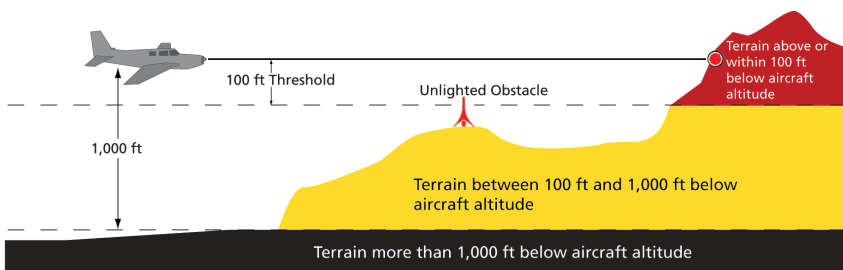 Terrain above or
within 100 ft
below aircraft
altitude
100 ft Threshold
Unlighted Obstacle
1,000 ft
Terrain between 100 ft and 1,000 ft below
aircraft altitude
Terrain more than 1,000 ft below aircraft altitude